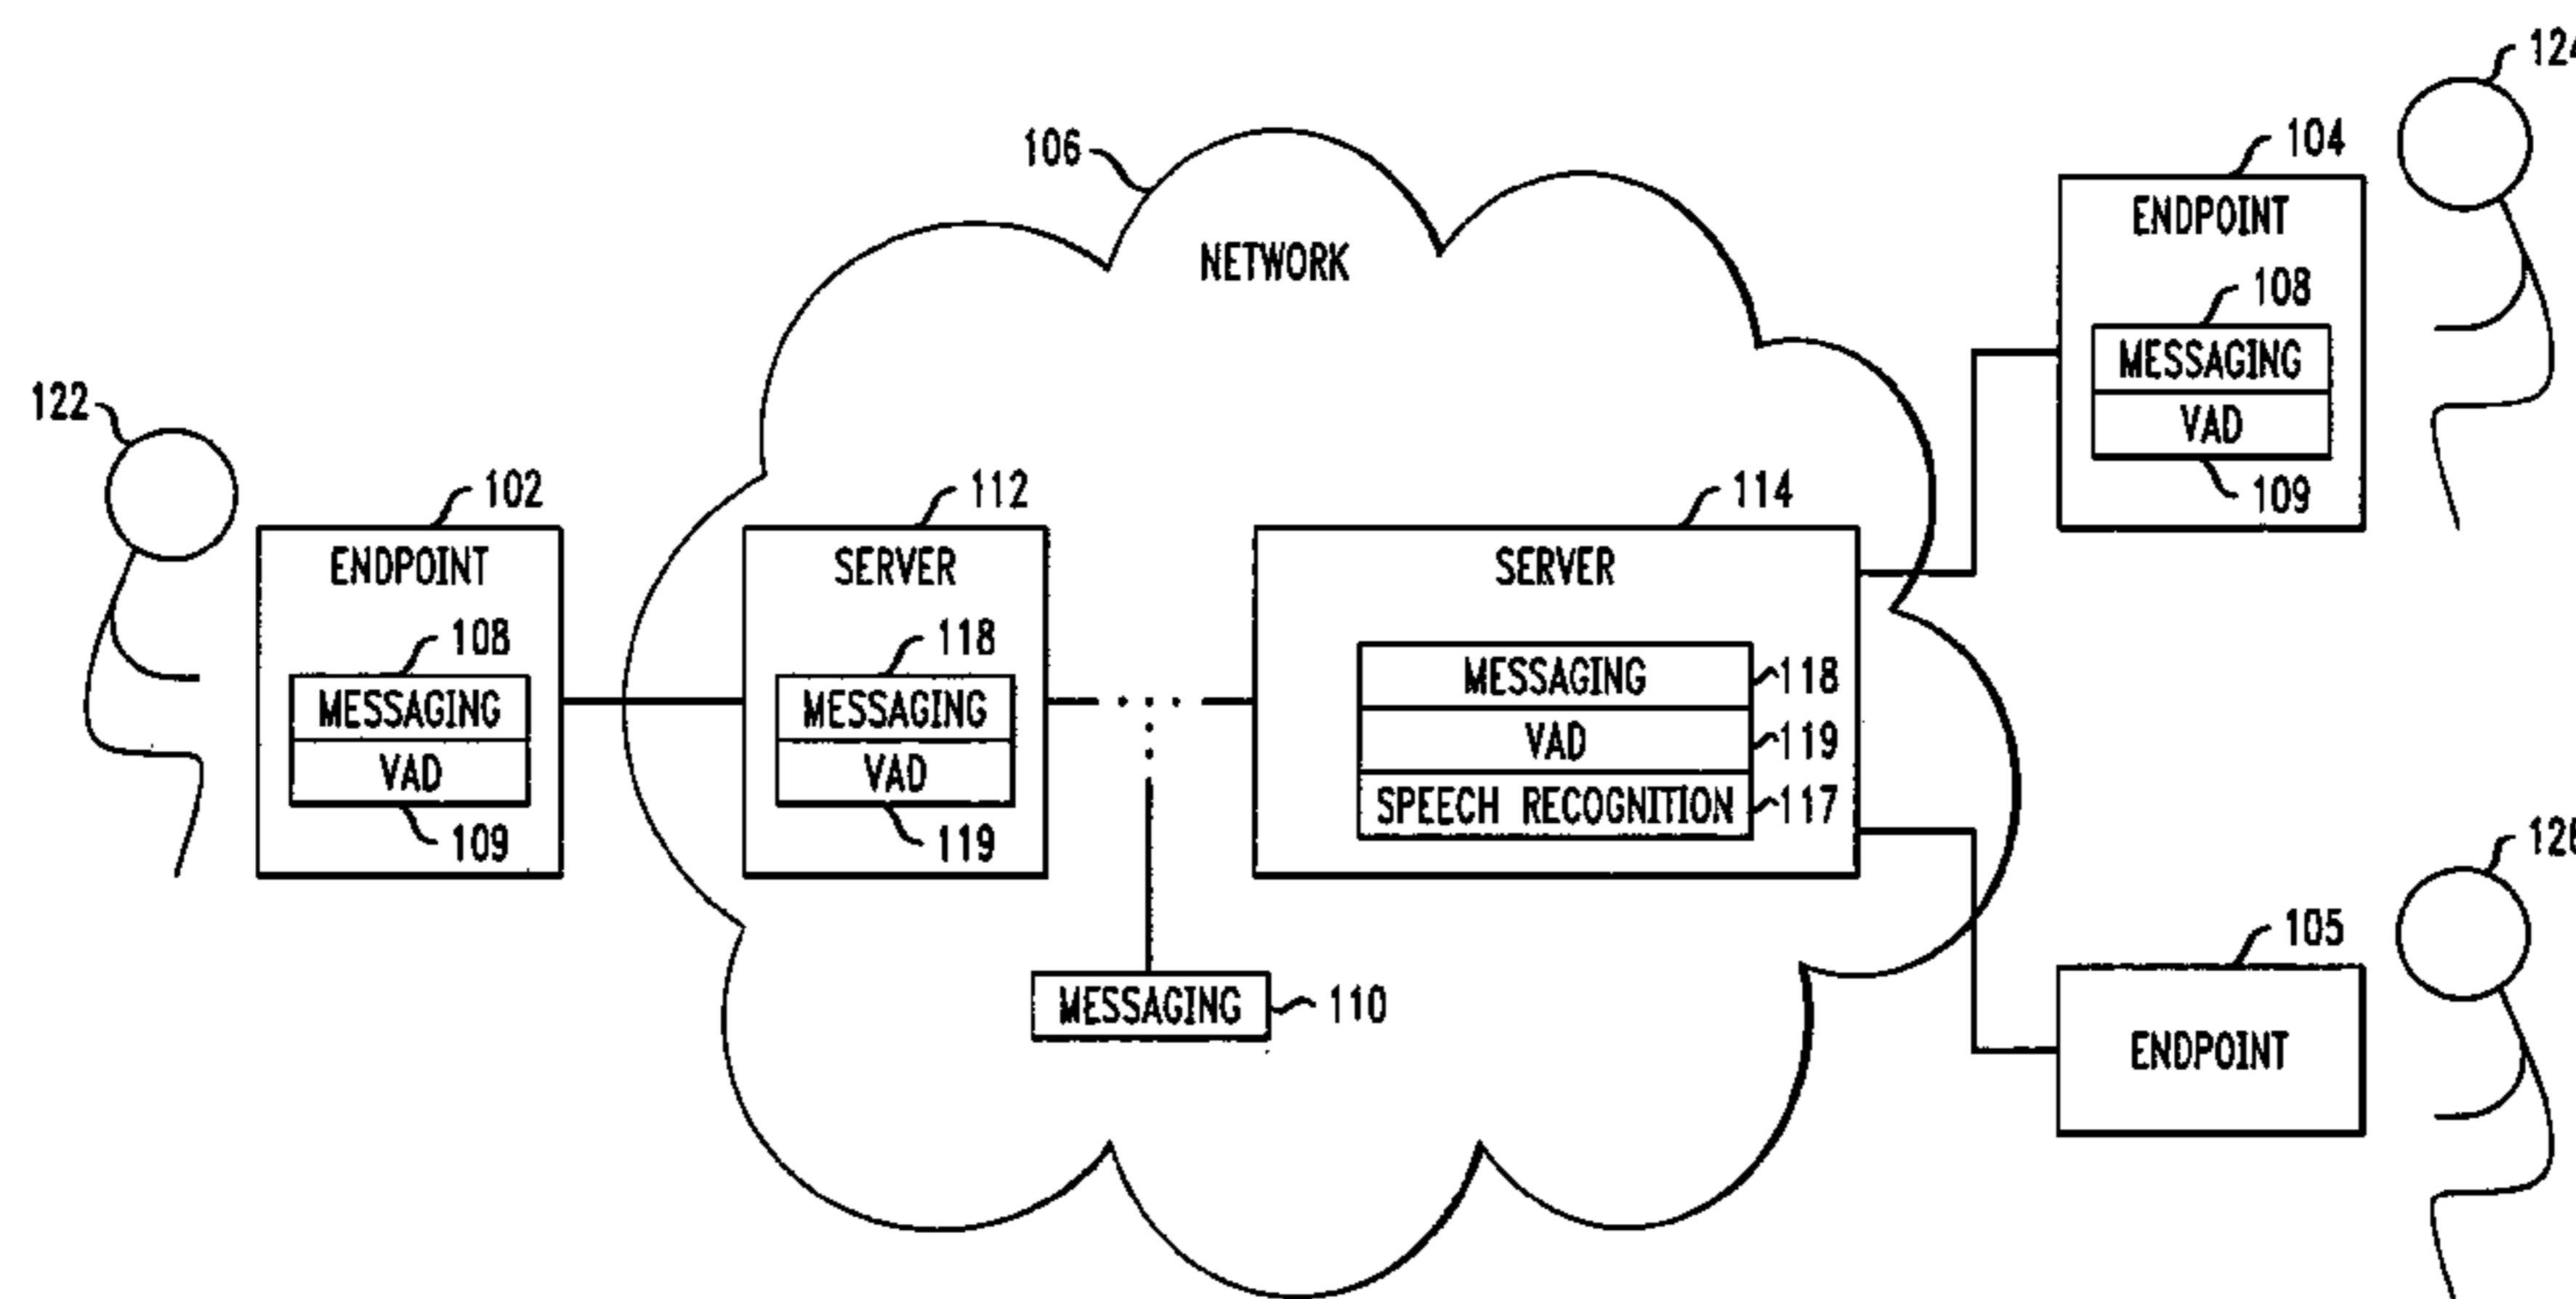 124
106
104
ENDPOINT
NETWORK
108
MESSAGING
VAD
109
122
102
ENDPOINT
108
MESSAGING
VAD
109
112
SERVER
118
MESSAGING
VAD
119
114
SERVER
MESSAGING
118
VAD
119
SPEECH RECOGNITION
117
MESSAGING
110
126
105
ENDPOINT